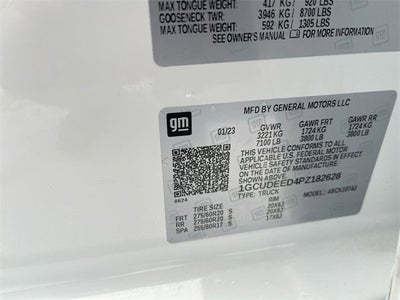 MAX TONGUE WEIGHT: 417 KG / 920 LBS
GOOSENECK TWR 3946 KG / 8700 LBS
MAX TONGUE WEIGHT: 592 KG / 1305 LBS
SEE OWNER'S MANUAL FOR MORE INFORMATION
gm
MFD BY GENERAL MOTORS LLC
01/23 GVWR GAWR FRT GAWR RR
3221 KG 1724 KG 1724 KG
7100 LB 3800 LB 3800 LB
THIS VEHICLE CONFORMS TO ALL APPLICABLE U.S. FEDERAL MOTOR
VEHICLE SAFETY STANDARDS IN EFFECT ON THE DATE OF
MANUFACTURE SHOWN ABOVE.
1GCUDEED4PZ182628
TYPE: TRUCK MODEL:
0624
RIM
FRT 275/60R20 S 20X9J
RR 275/60R20 S 20X9J
SPA 255/80R17 S 17X8J